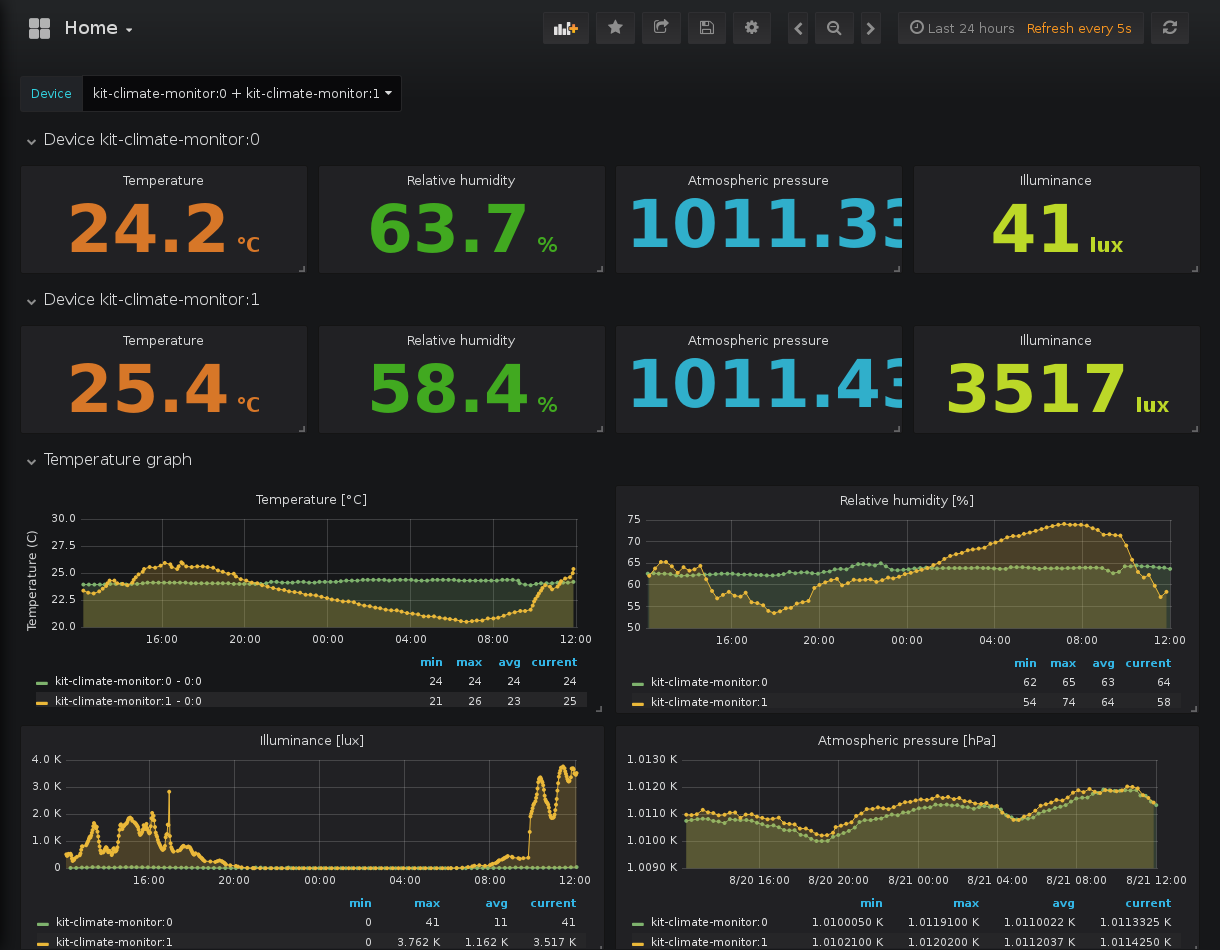 Home
Last 24 hours Refresh every 5s
Device kit-climate-monitor:0 + kit-climate-monitor:1
Device kit-climate-monitor:0
Temperature Relative humidity Atmospheric pressure Illuminance
24.2 °C 63.7 % 1011.33 41 lux
Device kit-climate-monitor:1
Temperature Relative humidity Atmospheric pressure Illuminance
25.4 °C 58.4 % 1011.43 3517 lux
Temperature graph
Temperature [°C]
Temperature (C)
30.0
27.5
25.0
22.5
20.0
16:00 20:00 00:00 04:00 08:00 12:00
min max avg current
kit-climate-monitor:0 - 0:0 24 24 24 24
kit-climate-monitor:1 - 0:0 21 26 23 25
Relative humidity [%]
75
70
65
60
55
50
16:00 20:00 00:00 04:00 08:00 12:00
min max avg current
kit-climate-monitor:0 62 65 63 64
kit-climate-monitor:1 54 74 64 58
Illuminance [lux]
4.0 K
3.0 K
2.0 K
1.0 K
0
16:00 20:00 00:00 04:00 08:00 12:00
min max avg current
kit-climate-monitor:0 0 41 11 41
kit-climate-monitor:1 0 3.762 K 1.162 K 3.517 K
Atmospheric pressure [hPa]
1.0130 K
1.0120 K
1.0110 K
1.0100 K
1.0090 K
8/20 16:00 8/20 20:00 8/21 00:00 8/21 04:00 8/21 08:00 8/21 12:00
min max avg current
kit-climate-monitor:0 1.0100050 K 1.0119100 K 1.0110022 K 1.0113325 K
kit-climate-monitor:1 1.0102100 K 1.0120200 K 1.0112037 K 1.0114250 K